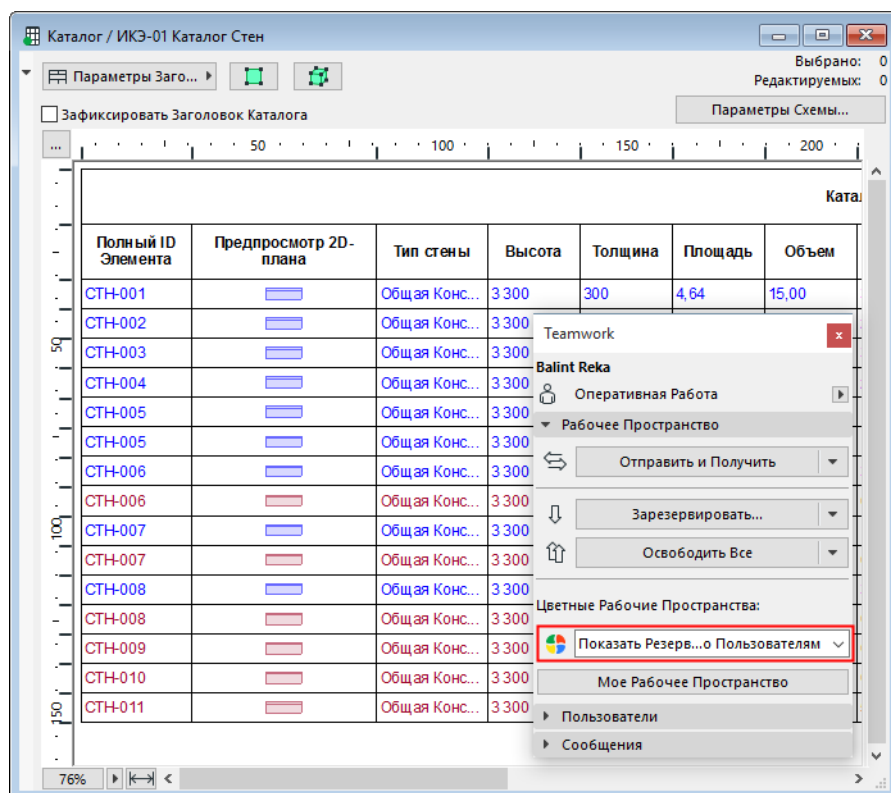 Каталог / ИКЭ-01 Каталог Стен
Выбрано: 0
Параметры Заго...
Редактируемых: 0
Зафиксировать Заголовок Каталога
Параметры Схемы...
... 50 100 150 200
Ката
Полный ID Элемента
Предпросмотр 2D-плана
Тип стены
Высота
Толщина
Площадь
Объем
СТН-001 Общая Конс... 3 300 300 4,64 15,00
СТН-002 Общая Конс... 3 300
СТН-003 Общая Конс... 3 300
СТН-004 Общая Конс... 3 300
СТН-005 Общая Конс... 3 300
СТН-005 Общая Конс... 3 300
СТН-006 Общая Конс... 3 300
СТН-006 Общая Конс... 3 300
СТН-007 Общая Конс... 3 300
СТН-007 Общая Конс... 3 300
СТН-008 Общая Конс... 3 300
СТН-008 Общая Конс... 3 300
СТН-009 Общая Конс... 3 300
СТН-010 Общая Конс... 3 300
СТН-011 Общая Конс... 3 300
50
100
150
Teamwork
Balint Reka
Оперативная Работа
Рабочее Пространство
Отправить и Получить
Зарезервировать...
Освободить Все
Цветные Рабочие Пространства:
Показать Резерв...о Пользователям
Мое Рабочее Пространство
Пользователи
Сообщения
76%